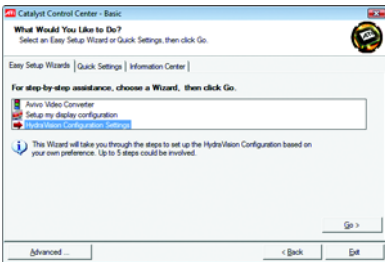 Catalyst Control Center - Basic
What Would You Like to Do?
Select an Easy Setup Wizard or Quick Settings, then click Go.
Easy Setup Wizards Quick Settings Information Center
For step-by-step assistance, choose a Wizard, then click Go.
Avivo Video Converter
Setup my display configuration
HydraVision Configuration Settings
This Wizard will take you through the steps to set up the HydraVision Configuration based on
your own preference. Up to 5 steps could be involved.
Go >
Advanced ... < Back Exit